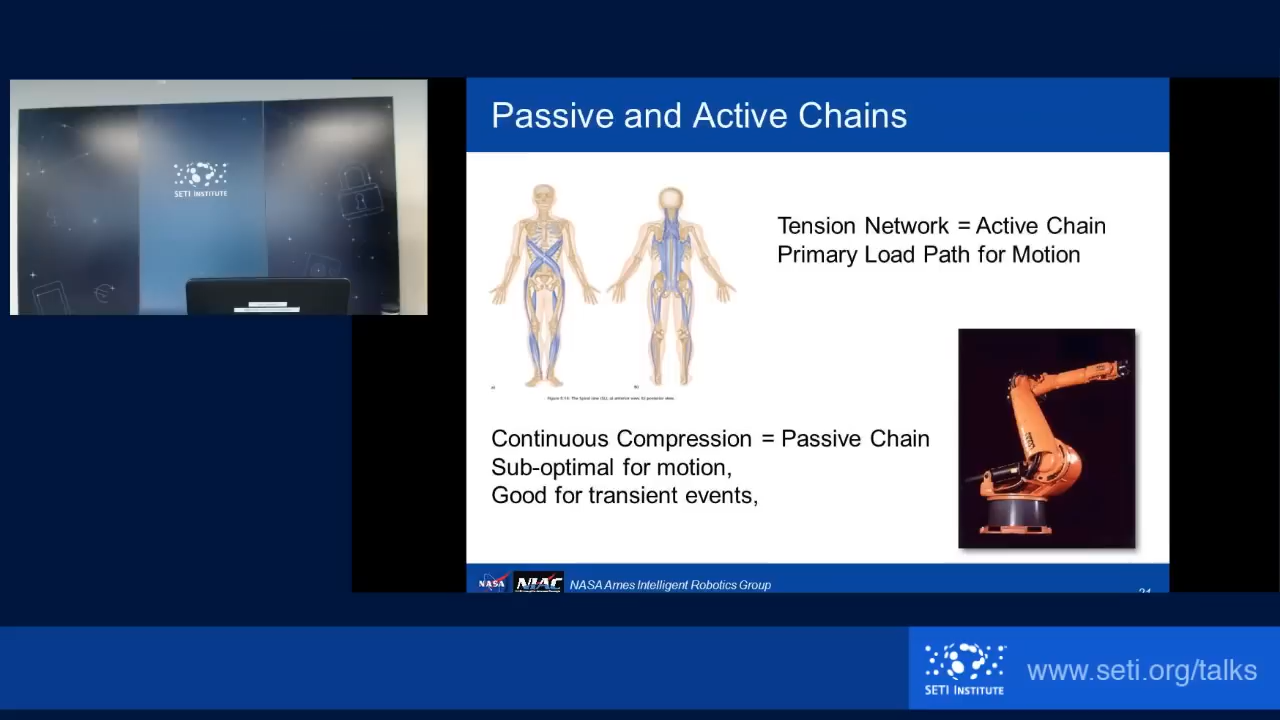 SETI INSTITUTE
Passive and Active Chains
Tension Network = Active Chain
Primary Load Path for Motion
a)
b)
Continuous Compression = Passive Chain
Sub-optimal for motion,
Good for transient events,
NASA
NIAC
NASA Ames Intelligent Robotics Group
SETI INSTITUTE
www.seti.org/talks